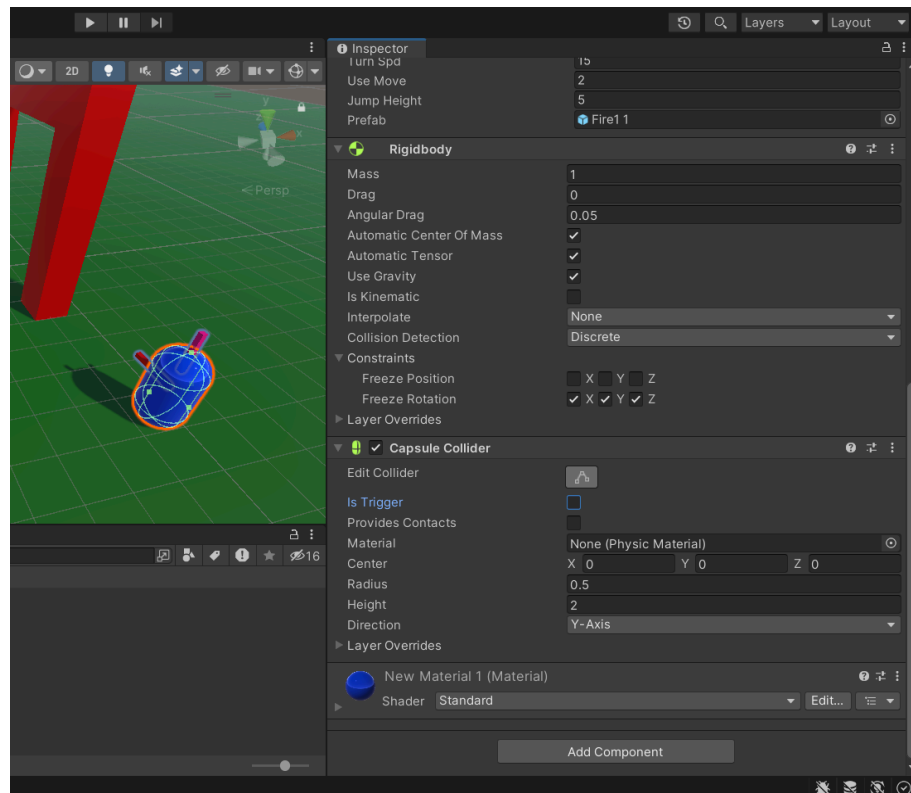 Layers
Layout
Inspector
2D
Turn Spd 15
Use Move 2
Jump Height 5
Prefab Fire1 1
y
z
x
Persp
Rigidbody
Mass 1
Drag 0
Angular Drag 0.05
Automatic Center Of Mass
Automatic Tensor
Use Gravity
Is Kinematic
Interpolate None
Collision Detection Discrete
Constraints
Freeze Position X Y Z
Freeze Rotation X Y Z
Layer Overrides
Capsule Collider
Edit Collider
Is Trigger
Provides Contacts
Material None (Physic Material)
16
Center X 0 Y 0 Z 0
Radius 0.5
Height 2
Direction Y-Axis
Layer Overrides
New Material 1 (Material)
Shader Standard Edit...
Add Component